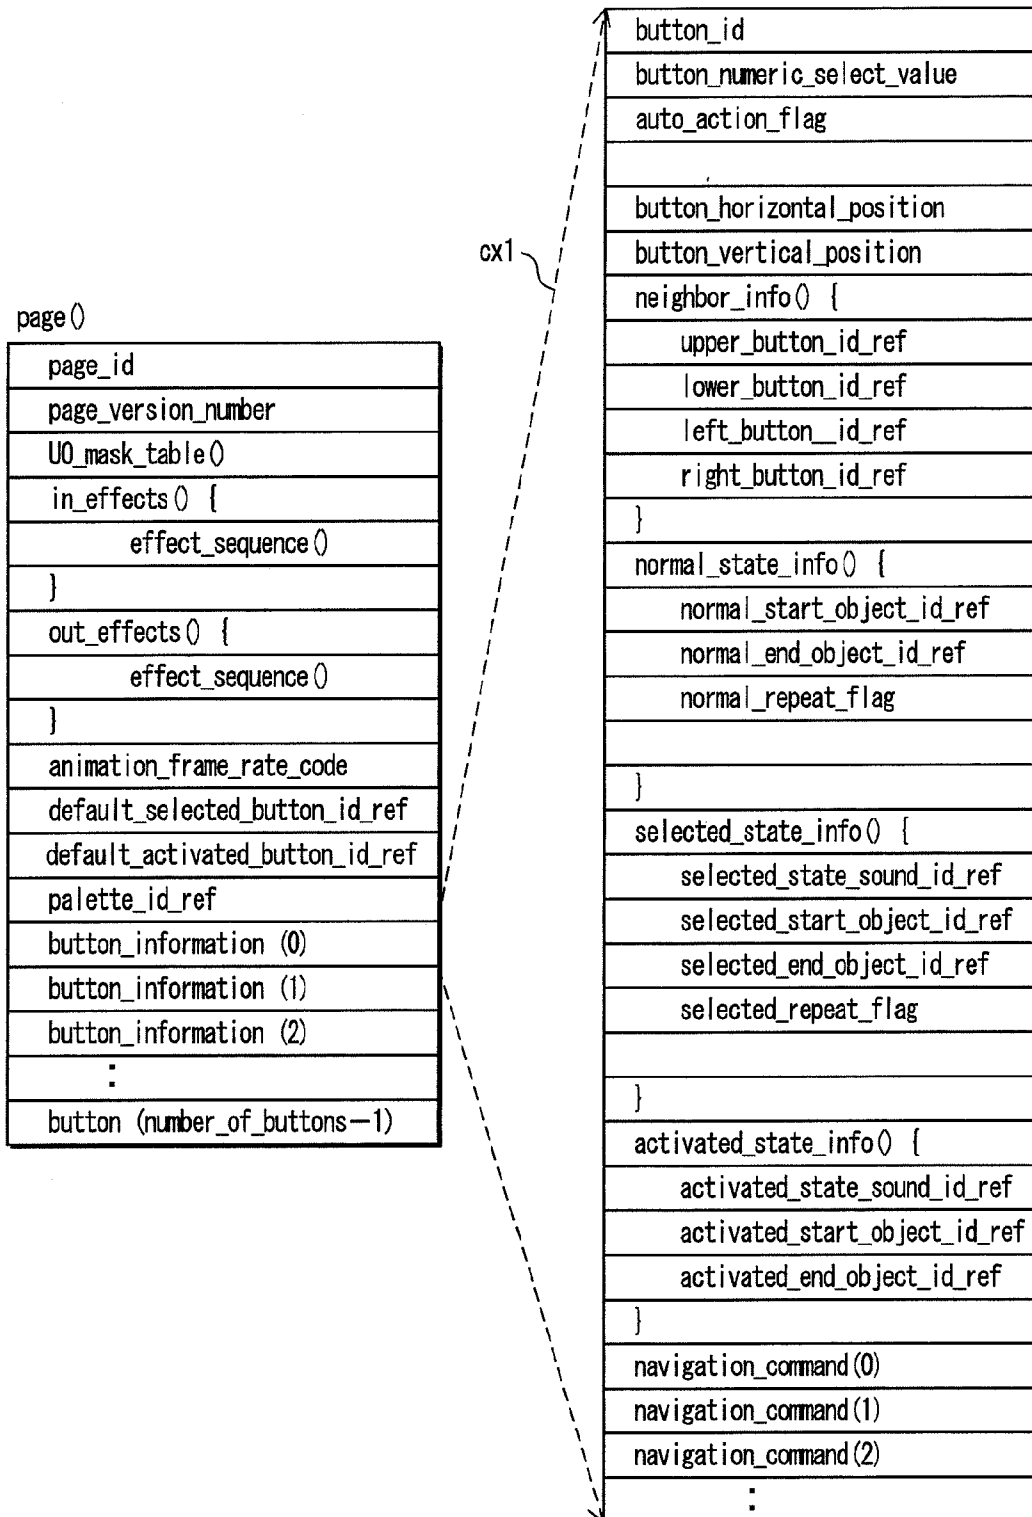 page()
page_id
page_version_number
UO_mask_table()
in_effects() {
effect_sequence()
}
out_effects() {
effect_sequence()
}
animation_frame_rate_code
default_selected_button_id_ref
default_activated_button_id_ref
palette_id_ref
button_information (0)
button_information (1)
button_information (2)
:
button (number_of_buttons−1)
cx1
button_id
button_numeric_select_value
auto_action_flag
button_horizontal_position
button_vertical_position
neighbor_info() {
upper_button_id_ref
lower_button_id_ref
left_button__id_ref
right_button_id_ref
}
normal_state_info() {
normal_start_object_id_ref
normal_end_object_id_ref
normal_repeat_flag
}
selected_state_info() {
selected_state_sound_id_ref
selected_start_object_id_ref
selected_end_object_id_ref
selected_repeat_flag
}
activated_state_info() {
activated_state_sound_id_ref
activated_start_object_id_ref
activated_end_object_id_ref
}
navigation_command(0)
navigation_command(1)
navigation_command(2)
: